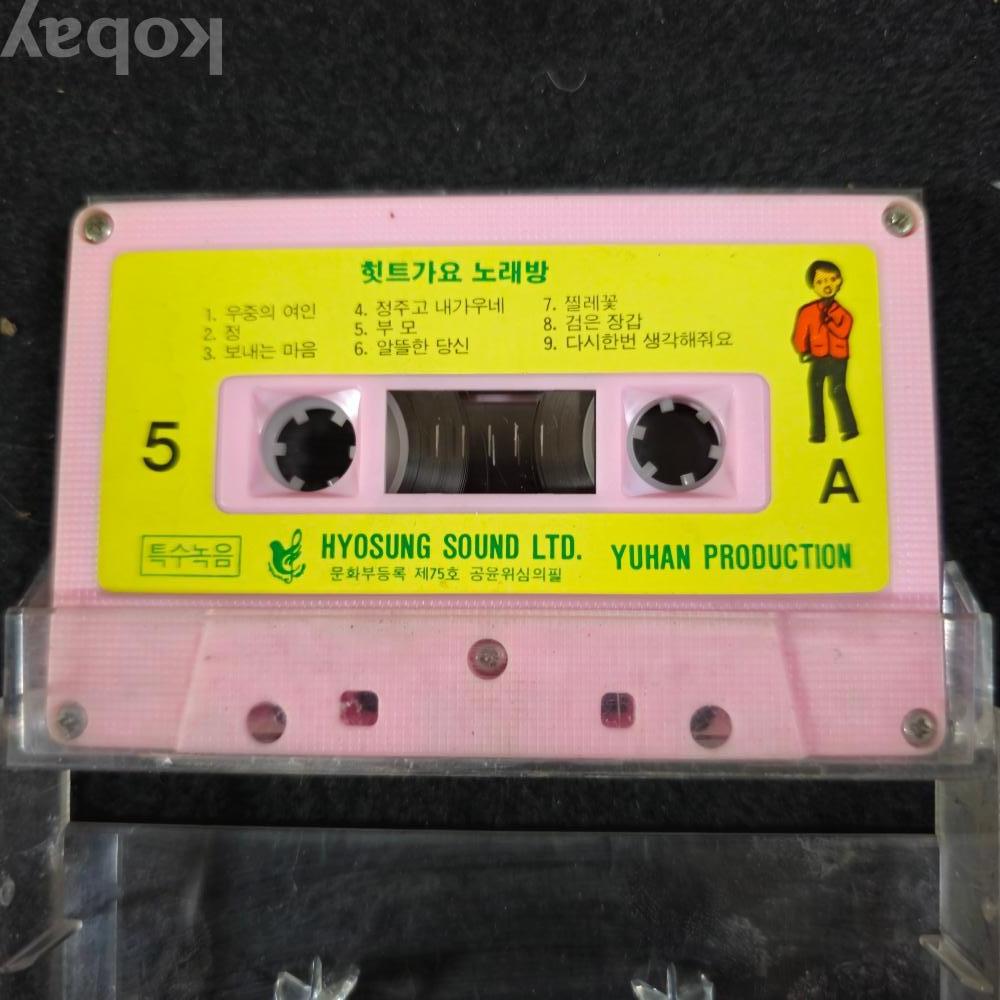 kobay
힛트가요 노래방
1. 우중의 여인
2. 정
3. 보내는 마음
4. 정주고 내가우네
5. 부 모
6. 알뜰한 당신
7. 찔레꽃
8. 검은 장갑
9. 다시한번 생각해줘요
5
A
특수녹음
HYOSUNG SOUND LTD.
문화부등록 제75호 공윤위심의필
YUHAN PRODUCTION